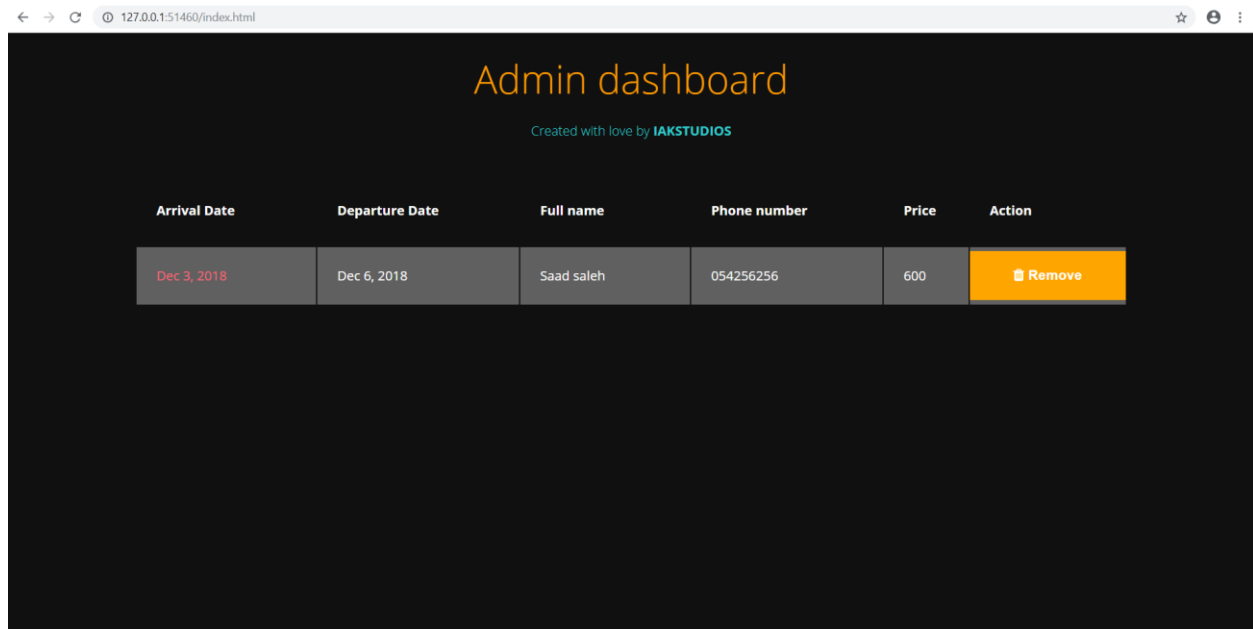 127.0.0.1:51460/index.html
Admin dashboard
Created with love by IAKSTUDIOS
Arrival Date Departure Date Full name Phone number Price Action
Dec 3, 2018 Dec 6, 2018 Saad saleh 054256256 600 Remove